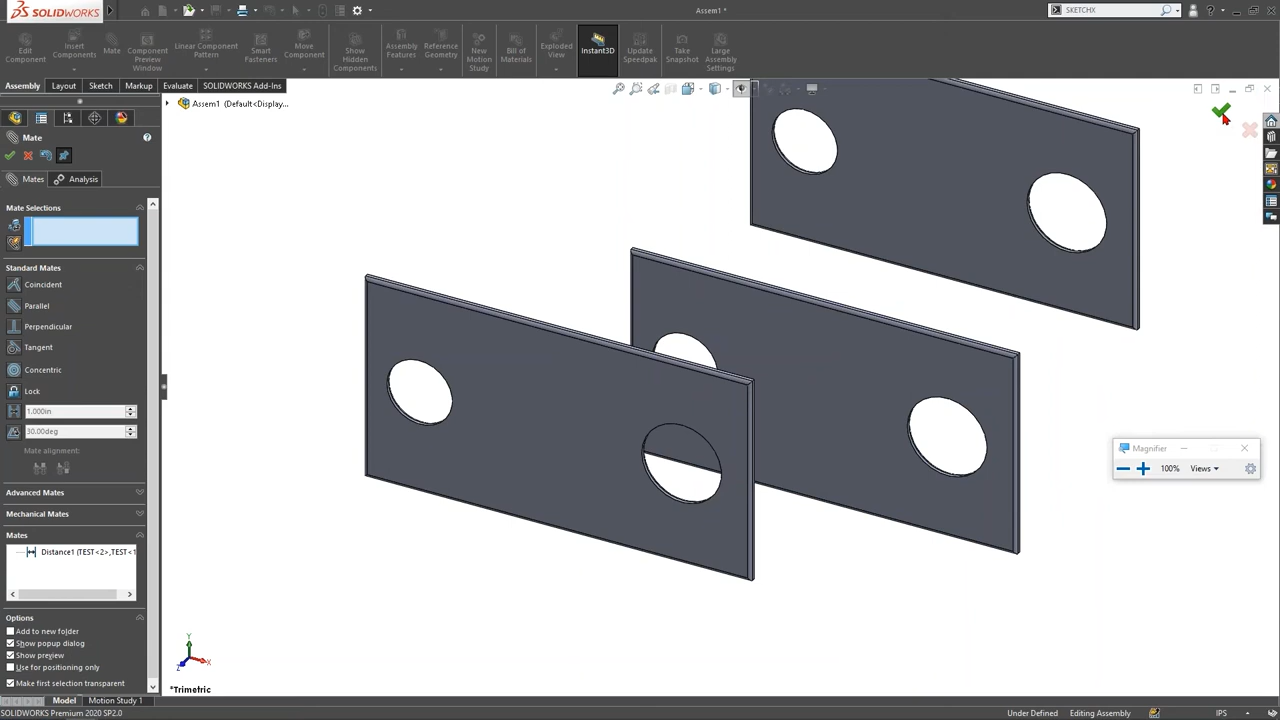 SOLIDWORKS
Assem1 *
SKETCHX
Edit Component
Insert Components
Mate
Component Preview Window
Linear Component Pattern
Smart Fasteners
Move Component
Show Hidden Components
Assembly Features
Reference Geometry
New Motion Study
Bill of Materials
Exploded View
Instant3D
Update Speedpak
Take Snapshot
Large Assembly Settings
Assembly
Layout
Sketch
Markup
Evaluate
SOLIDWORKS Add-Ins
Assem1 (Default<Display...
Mate
Mates
Analysis
Mate Selections
Standard Mates
Coincident
Parallel
Perpendicular
Tangent
Concentric
Lock
1.000in
30.00deg
Mate alignment:
Advanced Mates
Mechanical Mates
Mates
Distance1 (TEST<2>,TEST<1
Options
Add to new folder
Show popup dialog
Show preview
Use for positioning only
Make first selection transparent
Magnifier
100% Views
Y
X
Z
*Trimetric
Model
Motion Study 1
SOLIDWORKS Premium 2020 SP2.0
Under Defined
Editing Assembly
IPS